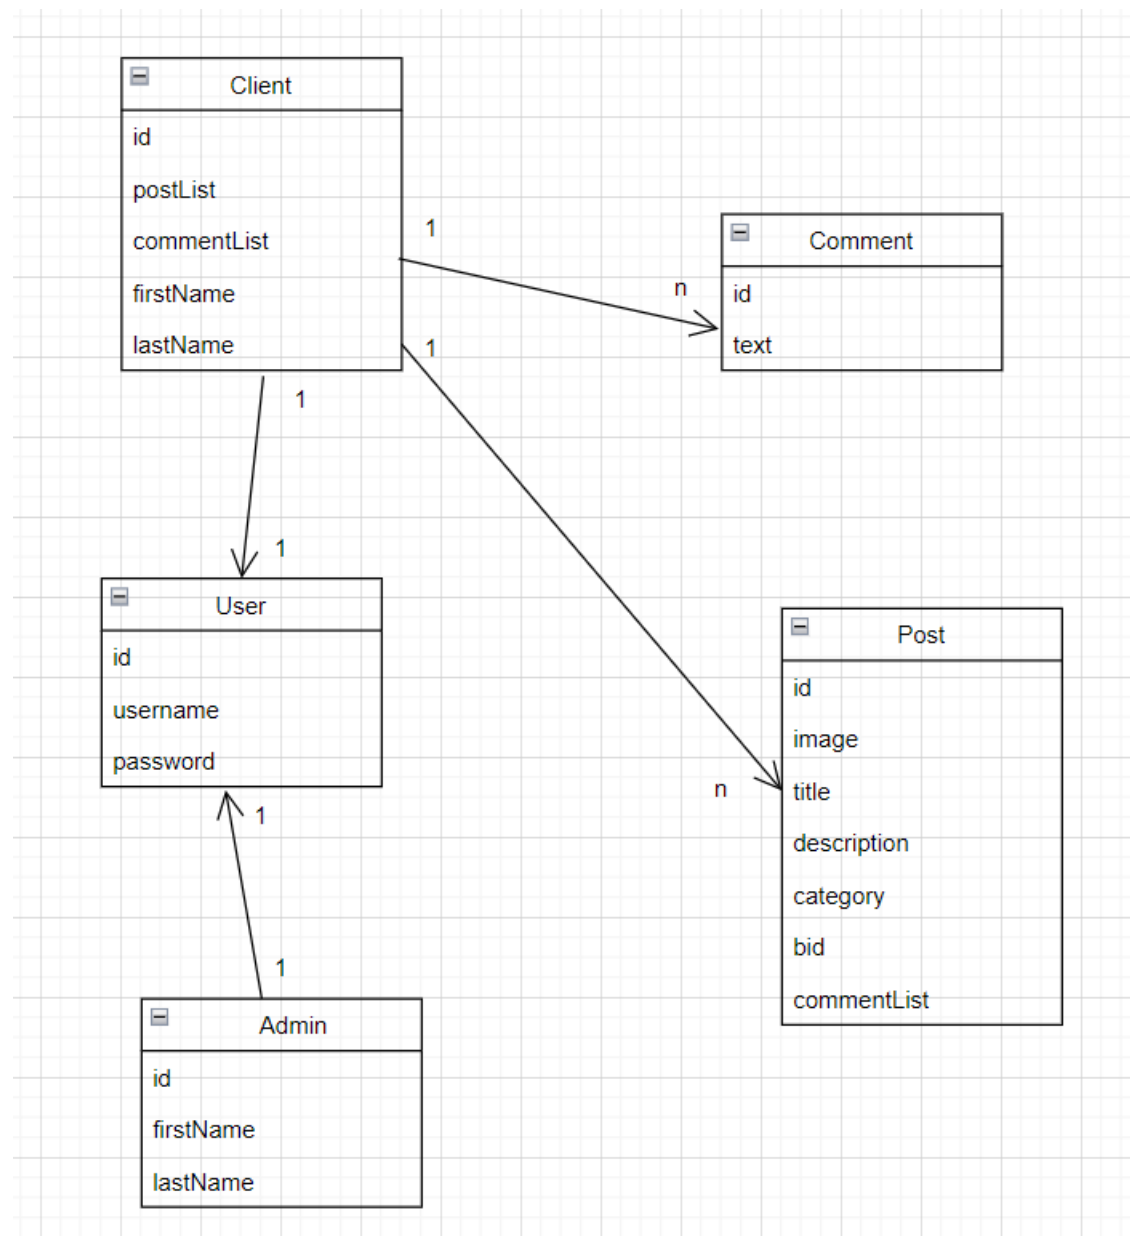 Client
id
postList
commentList
firstName
lastName
1
n
1
Comment
id
text
1
1
User
id
username
password
1
1
Admin
id
firstName
lastName
n
Post
id
image
title
description
category
bid
commentList